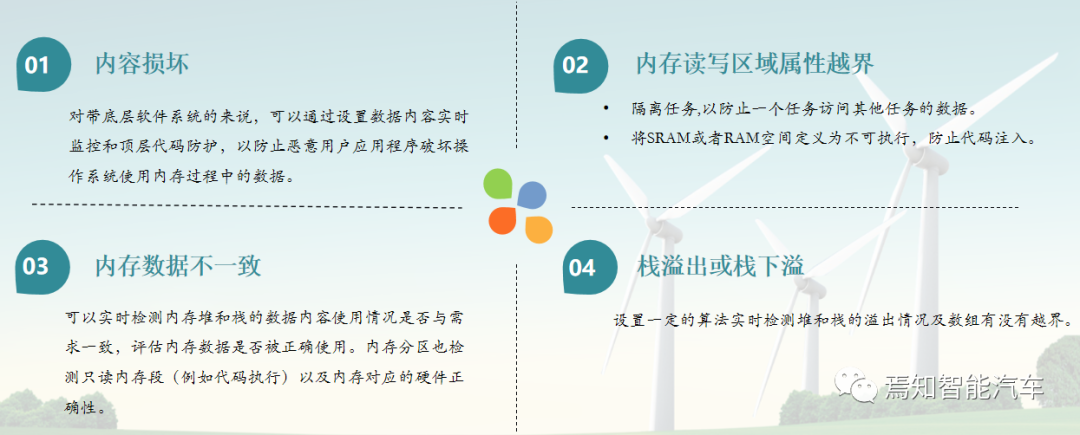 01 内容损坏
对带底层软件系统的来说，可以通过设置数据内容实时
监控和顶层代码防护，以防止恶意用户应用程序破坏操
作系统使用内存过程中的数据。
02 内存读写区域属性越界
• 隔离任务,以防止一个任务访问其他任务的数据。
• 将SRAM或者RAM空间定义为不可执行，防止代码注入。
03 内存数据不一致
可以实时检测内存堆和栈的数据内容使用情况是否与需
求一致，评估内存数据是否被正确使用。内存分区也检
测只读内存段（例如代码执行）以及内存对应的硬件正
确性。
04 栈溢出或栈下溢
设置一定的算法实时检测堆和栈的溢出情况及数组有没有越界。
焉知智能汽车